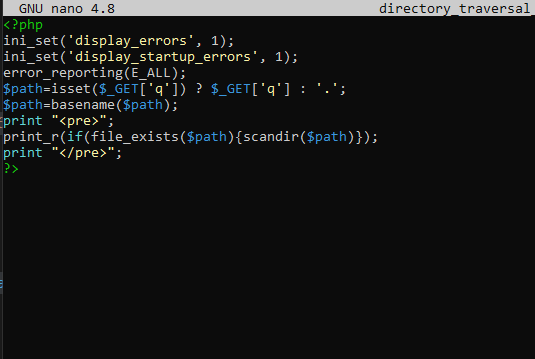 GNU nano 4.8 directory_traversal
<?php
ini_set('display_errors', 1);
ini_set('display_startup_errors', 1);
error_reporting(E_ALL);
$path=isset($_GET['q']) ? $_GET['q'] : '.';
$path=basename($path);
print "<pre>";
print_r(if(file_exists($path){scandir($path)});
print "</pre>";
?>